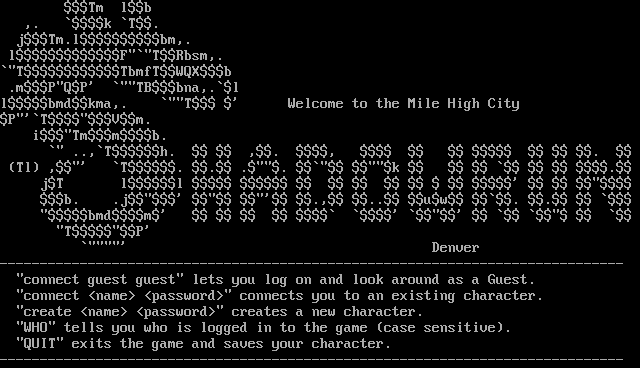 Welcome to the Mile High City
SHADOWRUN
(Tl)
Denver
"connect guest guest" lets you log on and look around as a Guest.
"connect <name> <password>" connects you to an existing character.
"create <name> <password>" creates a new character.
"WHO" tells you who is logged in to the game (case sensitive).
"QUIT" exits the game and saves your character.